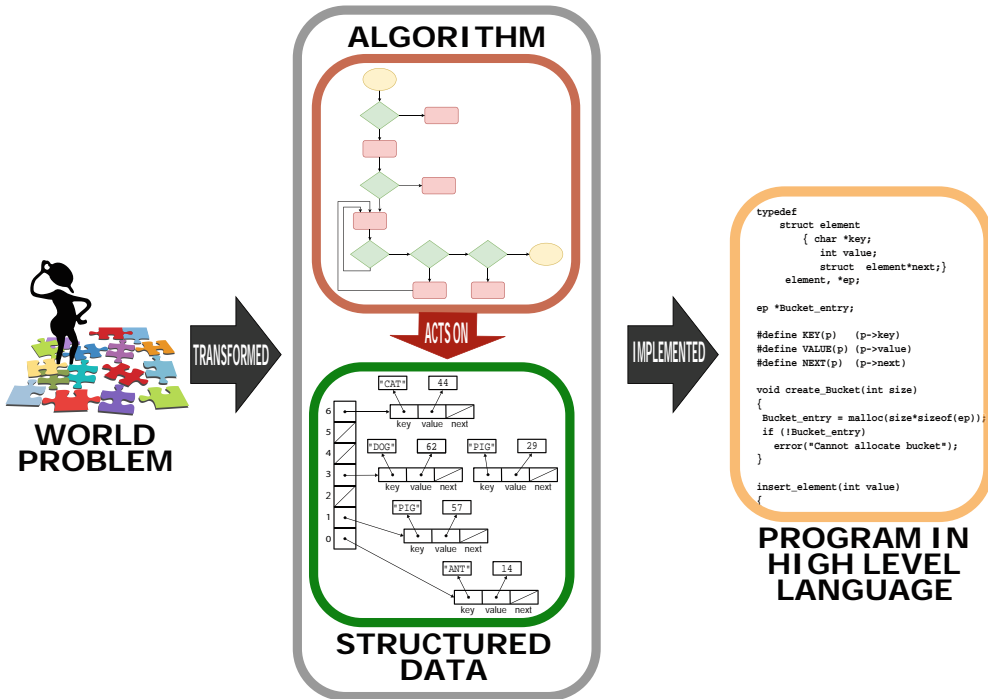 ALGORITHM
ACTS ON
TRANSFORMED
IMPLEMENTED
WORLD
PROBLEM
"CAT" 44
6
key value next
5
"DOG" 62 "PIG" 29
4
3
key value next key value next
2
"PIG" 57
1
0
key value next
"ANT" 14
key value next
STRUCTURED
DATA
typedef
struct element
{ char *key;
int value;
struct element*next;}
element, *ep;
ep *Bucket_entry;
#define KEY(p) (p->key)
#define VALUE(p) (p->value)
#define NEXT(p) (p->next)
void create_Bucket(int size)
{
Bucket_entry = malloc(size*sizeof(ep));
if (!Bucket_entry)
error("Cannot allocate bucket");
}
insert_element(int value)
{
PROGRAM IN
HIGH LEVEL
LANGUAGE